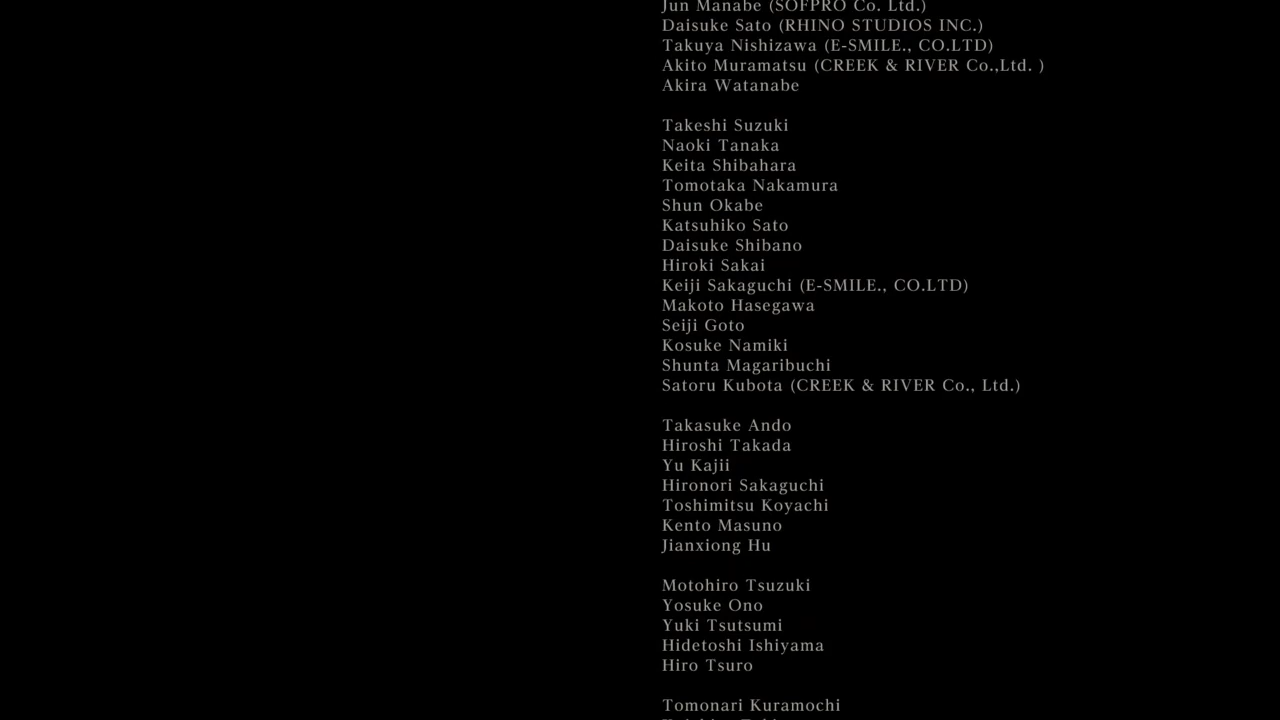 Jun Manabe (SOFPRO Co. Ltd.)
Daisuke Sato (RHINO STUDIOS INC.)
Takuya Nishizawa (E-SMILE., CO.LTD)
Akito Muramatsu (CREEK & RIVER Co.,Ltd. )
Akira Watanabe
Takeshi Suzuki
Naoki Tanaka
Keita Shibahara
Tomotaka Nakamura
Shun Okabe
Katsuhiko Sato
Daisuke Shibano
Hiroki Sakai
Keiji Sakaguchi (E-SMILE., CO.LTD)
Makoto Hasegawa
Seiji Goto
Kosuke Namiki
Shunta Magaribuchi
Satoru Kubota (CREEK & RIVER Co., Ltd.)
Takasuke Ando
Hiroshi Takada
Yu Kajii
Hironori Sakaguchi
Toshimitsu Koyachi
Kento Masuno
Jianxiong Hu
Motohiro Tsuzuki
Yosuke Ono
Yuki Tsutsumi
Hidetoshi Ishiyama
Hiro Tsuro
Tomonari Kuramochi